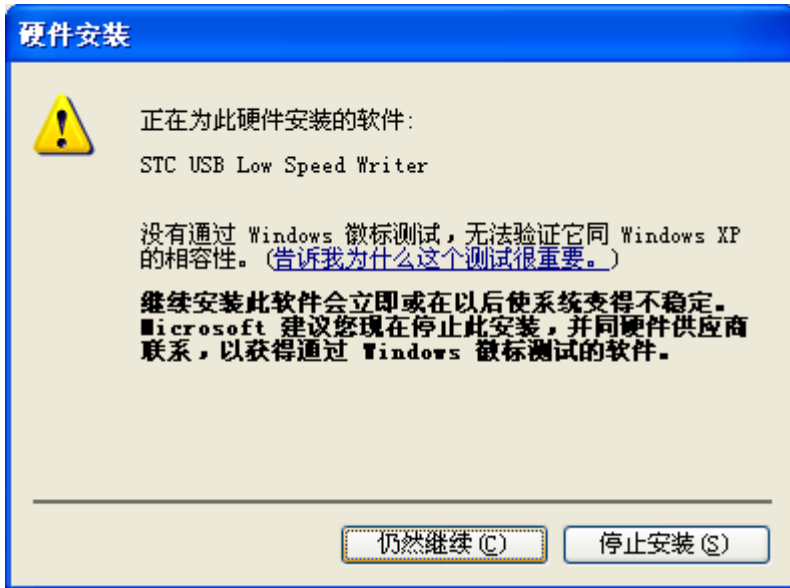 硬件安装
正在为此硬件安装的软件:
STC USB Low Speed Writer
没有通过 Windows 徽标测试，无法验证它同 Windows XP
的相容性。(告诉我为什么这个测试很重要。)
继续安装此软件会立即或在以后使系统变得不稳定。
Microsoft 建议您现在停止此安装，并同硬件供应商
联系，以获得通过 Windows 徽标测试的软件。
仍然继续(C)
停止安装(S)